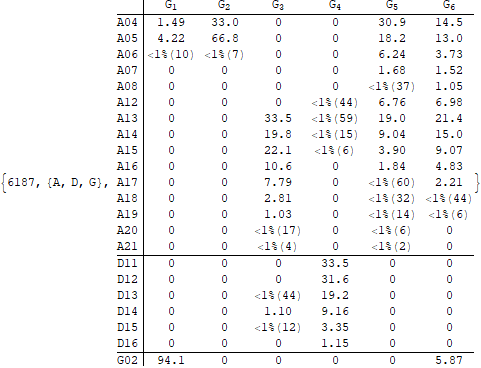 G1 G2 G3 G4 G5 G6
A04 1.49 33.0 0 0 30.9 14.5
A05 4.22 66.8 0 0 18.2 13.0
A06 <1%(10) <1%(7) 0 0 6.24 3.73
A07 0 0 0 0 1.68 1.52
A08 0 0 0 0 <1%(37) 1.05
A12 0 0 0 <1%(44) 6.76 6.98
A13 0 0 33.5 <1%(59) 19.0 21.4
A14 0 0 19.8 <1%(15) 9.04 15.0
A15 0 0 22.1 <1%(6) 3.90 9.07
A16 0 0 10.6 0 1.84 4.83
{6187, {A, D, G}, A17 0 0 7.79 0 <1%(60) 2.21 }
A18 0 0 2.81 0 <1%(32) <1%(44)
A19 0 0 1.03 0 <1%(14) <1%(6)
A20 0 0 <1%(17) 0 <1%(6) 0
A21 0 0 <1%(4) 0 <1%(2) 0
D11 0 0 0 33.5 0 0
D12 0 0 0 31.6 0 0
D13 0 0 <1%(44) 19.2 0 0
D14 0 0 1.10 9.16 0 0
D15 0 0 <1%(12) 3.35 0 0
D16 0 0 0 1.15 0 0
G02 94.1 0 0 0 0 5.87